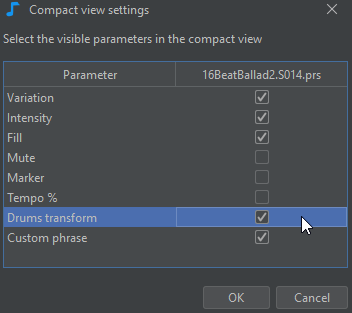 Compact view settings
Select the visible parameters in the compact view
Parameter 16BeatBallad2.S014.prs
Variation
Intensity
Fill
Mute
Marker
Tempo %
Drums transform
Custom phrase
OK Cancel